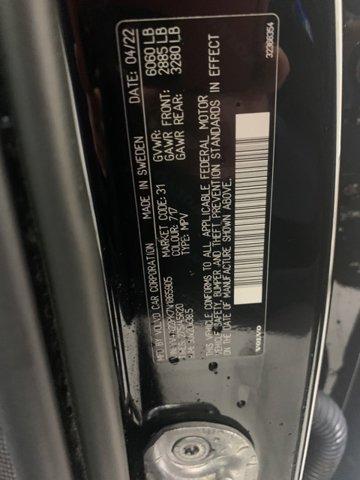 MFD BY VOLVO CAR CORPORATION
MADE IN SWEDEN
DATE: 04/22
MARKET CODE: 31
COLOUR: 717
TYPE: MPV
GVWR: 6060 LB
GAWR FRONT: 2885 LB
GAWR REAR: 3280 LB
THIS VEHICLE CONFORMS TO ALL APPLICABLE FEDERAL MOTOR
VEHICLE SAFETY, BUMPER AND THEFT PREVENTION STANDARDS IN EFFECT
ON DATE OF MANUFACTURE SHOWN ABOVE.
VOLVO